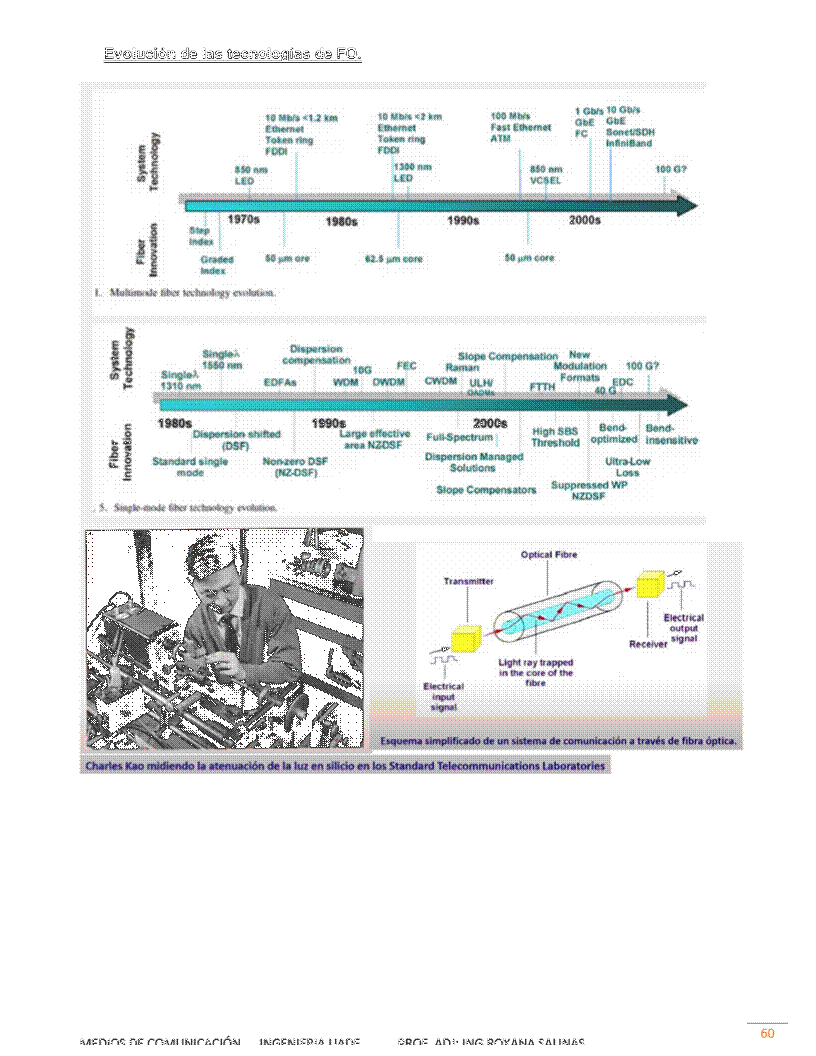 Evolución de las tecnologías de FO.
System
Technology
10 Mb/s <1.2 km
Ethernet
Token ring
FDDI
10 Mb/s <2 km
Ethernet
Token ring
FDDI
100 Mb/s
Fast Ethernet
ATM
1 Gb/s
GbE
FC
10 Gb/s
GbE
Sonet/SDH
InfiniBand
850 nm
LED
1300 nm
LED
850 nm
VCSEL
100 G?
1970s
1980s
1990s
2000s
Fiber
Innovation
Step
Index
Graded
Index
50 µm ore
62.5 µm core
50 µm core
1. Multimode fiber technology evolution.
System
Technology
Single-λ
1310 nm
Single-λ
1550 nm
EDFAs
Dispersion
compensation
WDM
10G
DWDM
FEC
CWDM
Raman
ULH/
OADMs
Slope Compensation
FTTH
New
Modulation
Formats
40 G
EDC
100 G?
1980s
1990s
2000s
Fiber
Innovation
Standard single
mode
Dispersion shifted
(DSF)
Non-zero DSF
(NZ-DSF)
Large effective
area NZDSF
Full-Spectrum
Dispersion Managed
Solutions
Slope Compensators
High SBS
Threshold
Suppressed WP
NZDSF
Bend-
optimized
Ultra-Low
Loss
Bend-
insensitive
. 5. Single-mode fiber technology evolution.
Optical Fibre
Transmitter
Electrical
output
signal
Receiver
Light ray trapped
in the core of the
fibre
Electrical
input
signal
Esquema simplificado de un sistema de comunicación a través de fibra óptica.
Charles Kao midiendo la atenuación de la luz en silicio en los Standard Telecommunications Laboratories
60
MEDIOS DE COMUNICACIÓN INGENIERIA UADE PROF. ADJ: ING ROXANA SALINAS